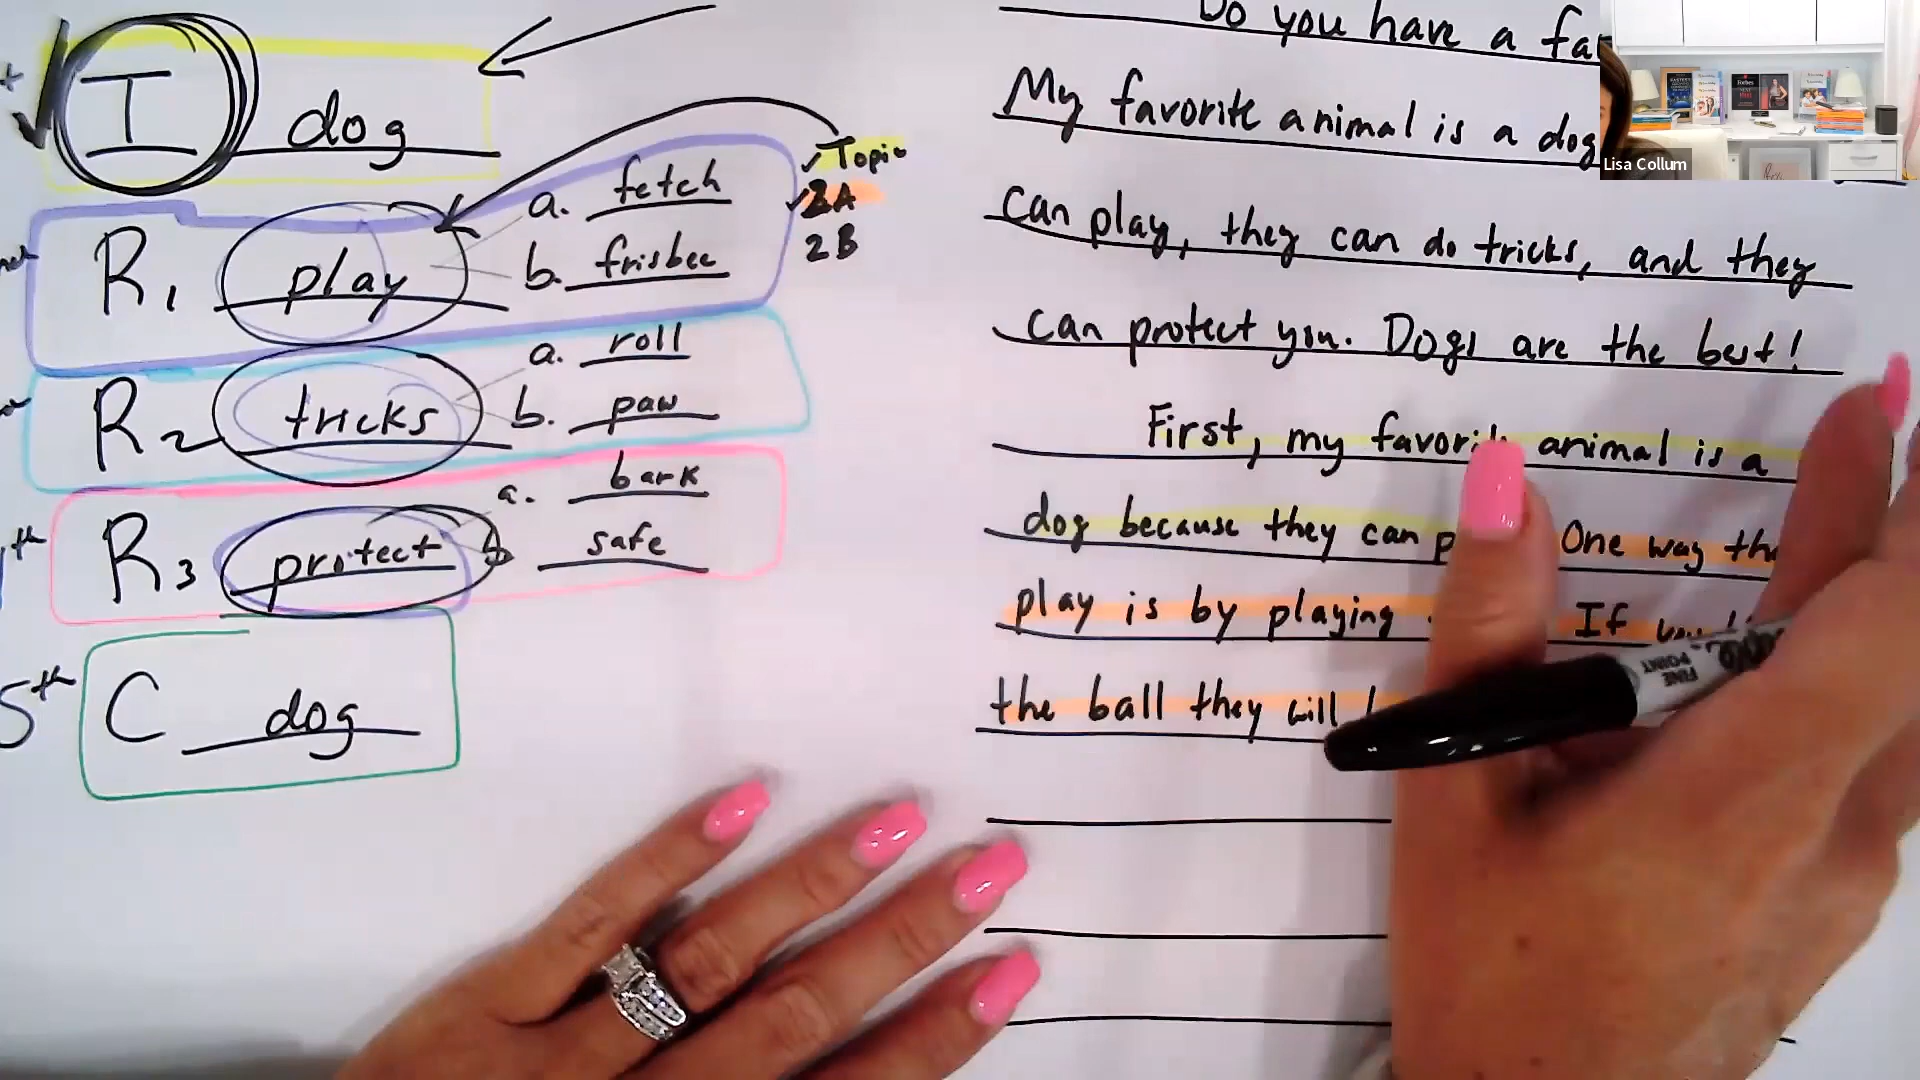 T dog
R1 play
a. fetch
b. frisbee
R2 tricks
a. roll
b. paw
R3 protect
a. bark
b safe
5th C dog
Topic
2A
2B
Do you have a
My favorite animal is a dog
can play, they can do tricks, and they
can protect you. Dogs are the best!
First, my favorite animal is a
dog because they can
One way
play is by playing
If
the ball they will
FINE
POINT
Lisa Collum
Forbes